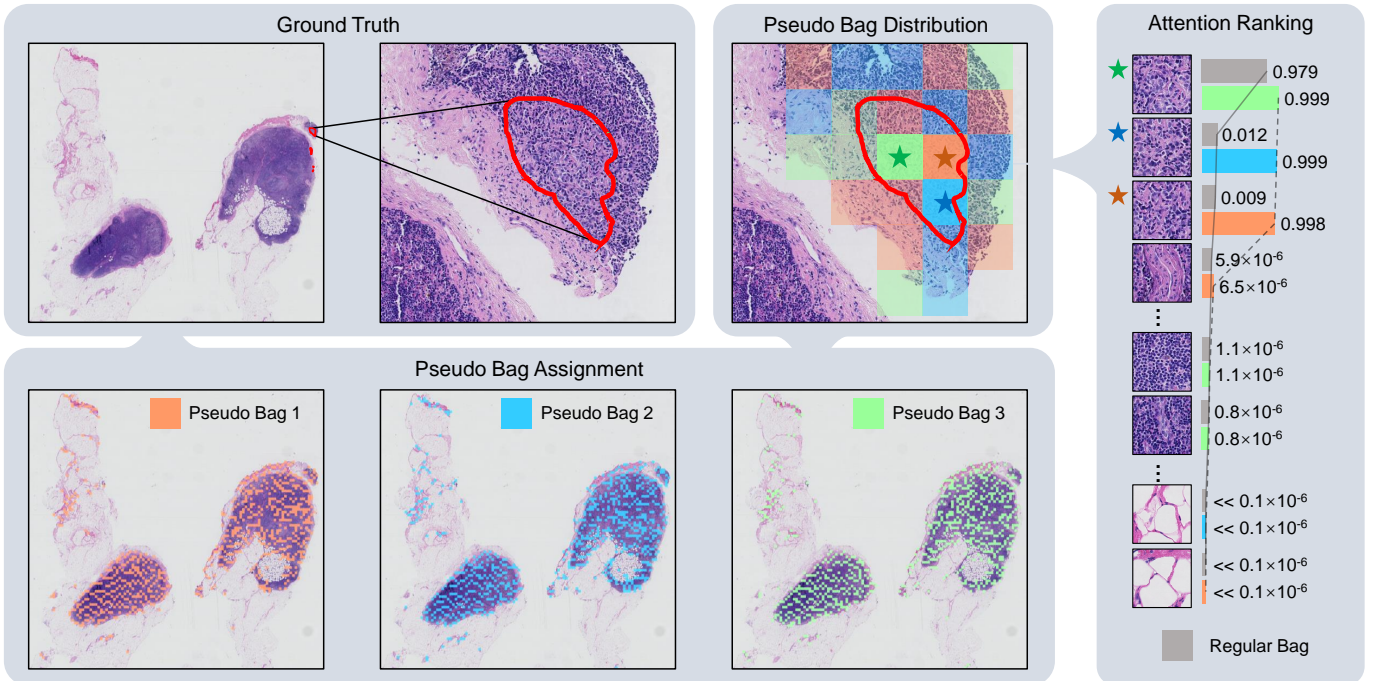 Ground Truth
Pseudo Bag Distribution
Attention Ranking
0.979
0.999
0.012
0.999
0.009
0.998
5.9×10⁻⁶
6.5×10⁻⁶
1.1×10⁻⁶
1.1×10⁻⁶
0.8×10⁻⁶
0.8×10⁻⁶
<< 0.1×10⁻⁶
<< 0.1×10⁻⁶
<< 0.1×10⁻⁶
<< 0.1×10⁻⁶
Regular Bag
Pseudo Bag Assignment
Pseudo Bag 1
Pseudo Bag 2
Pseudo Bag 3